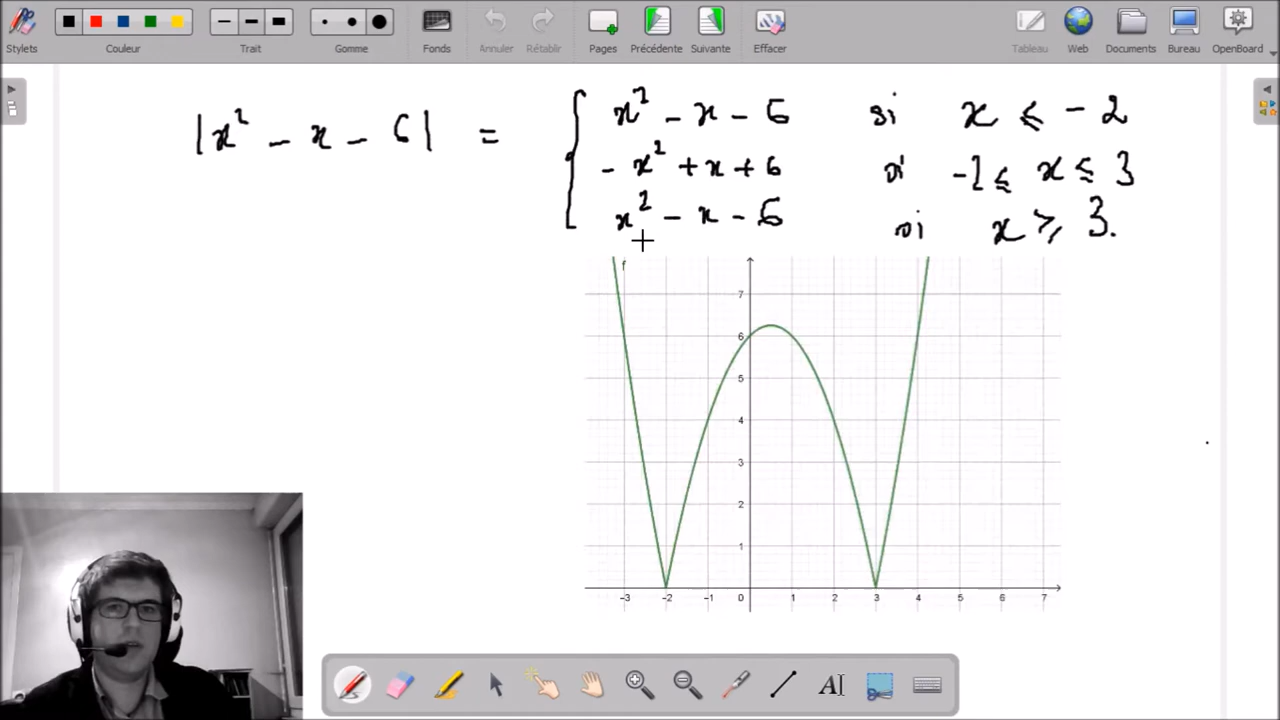 Stylets Couleur Trait Gomme Fonds Annuler Rétablir Pages Précédente Suivante Effacer Tableau Web Documents Bureau OpenBoard
|x² - x - 6| = { x² - x - 6 si x ⩽ - 2
- x² + x + 6 si -2 ⩽ x ⩽ 3
x² - x - 6 si x ⩾ 3.
f
7
6
5
4
3
2
1
-3 -2 -1 0 1 2 3 4 5 6 7
AI